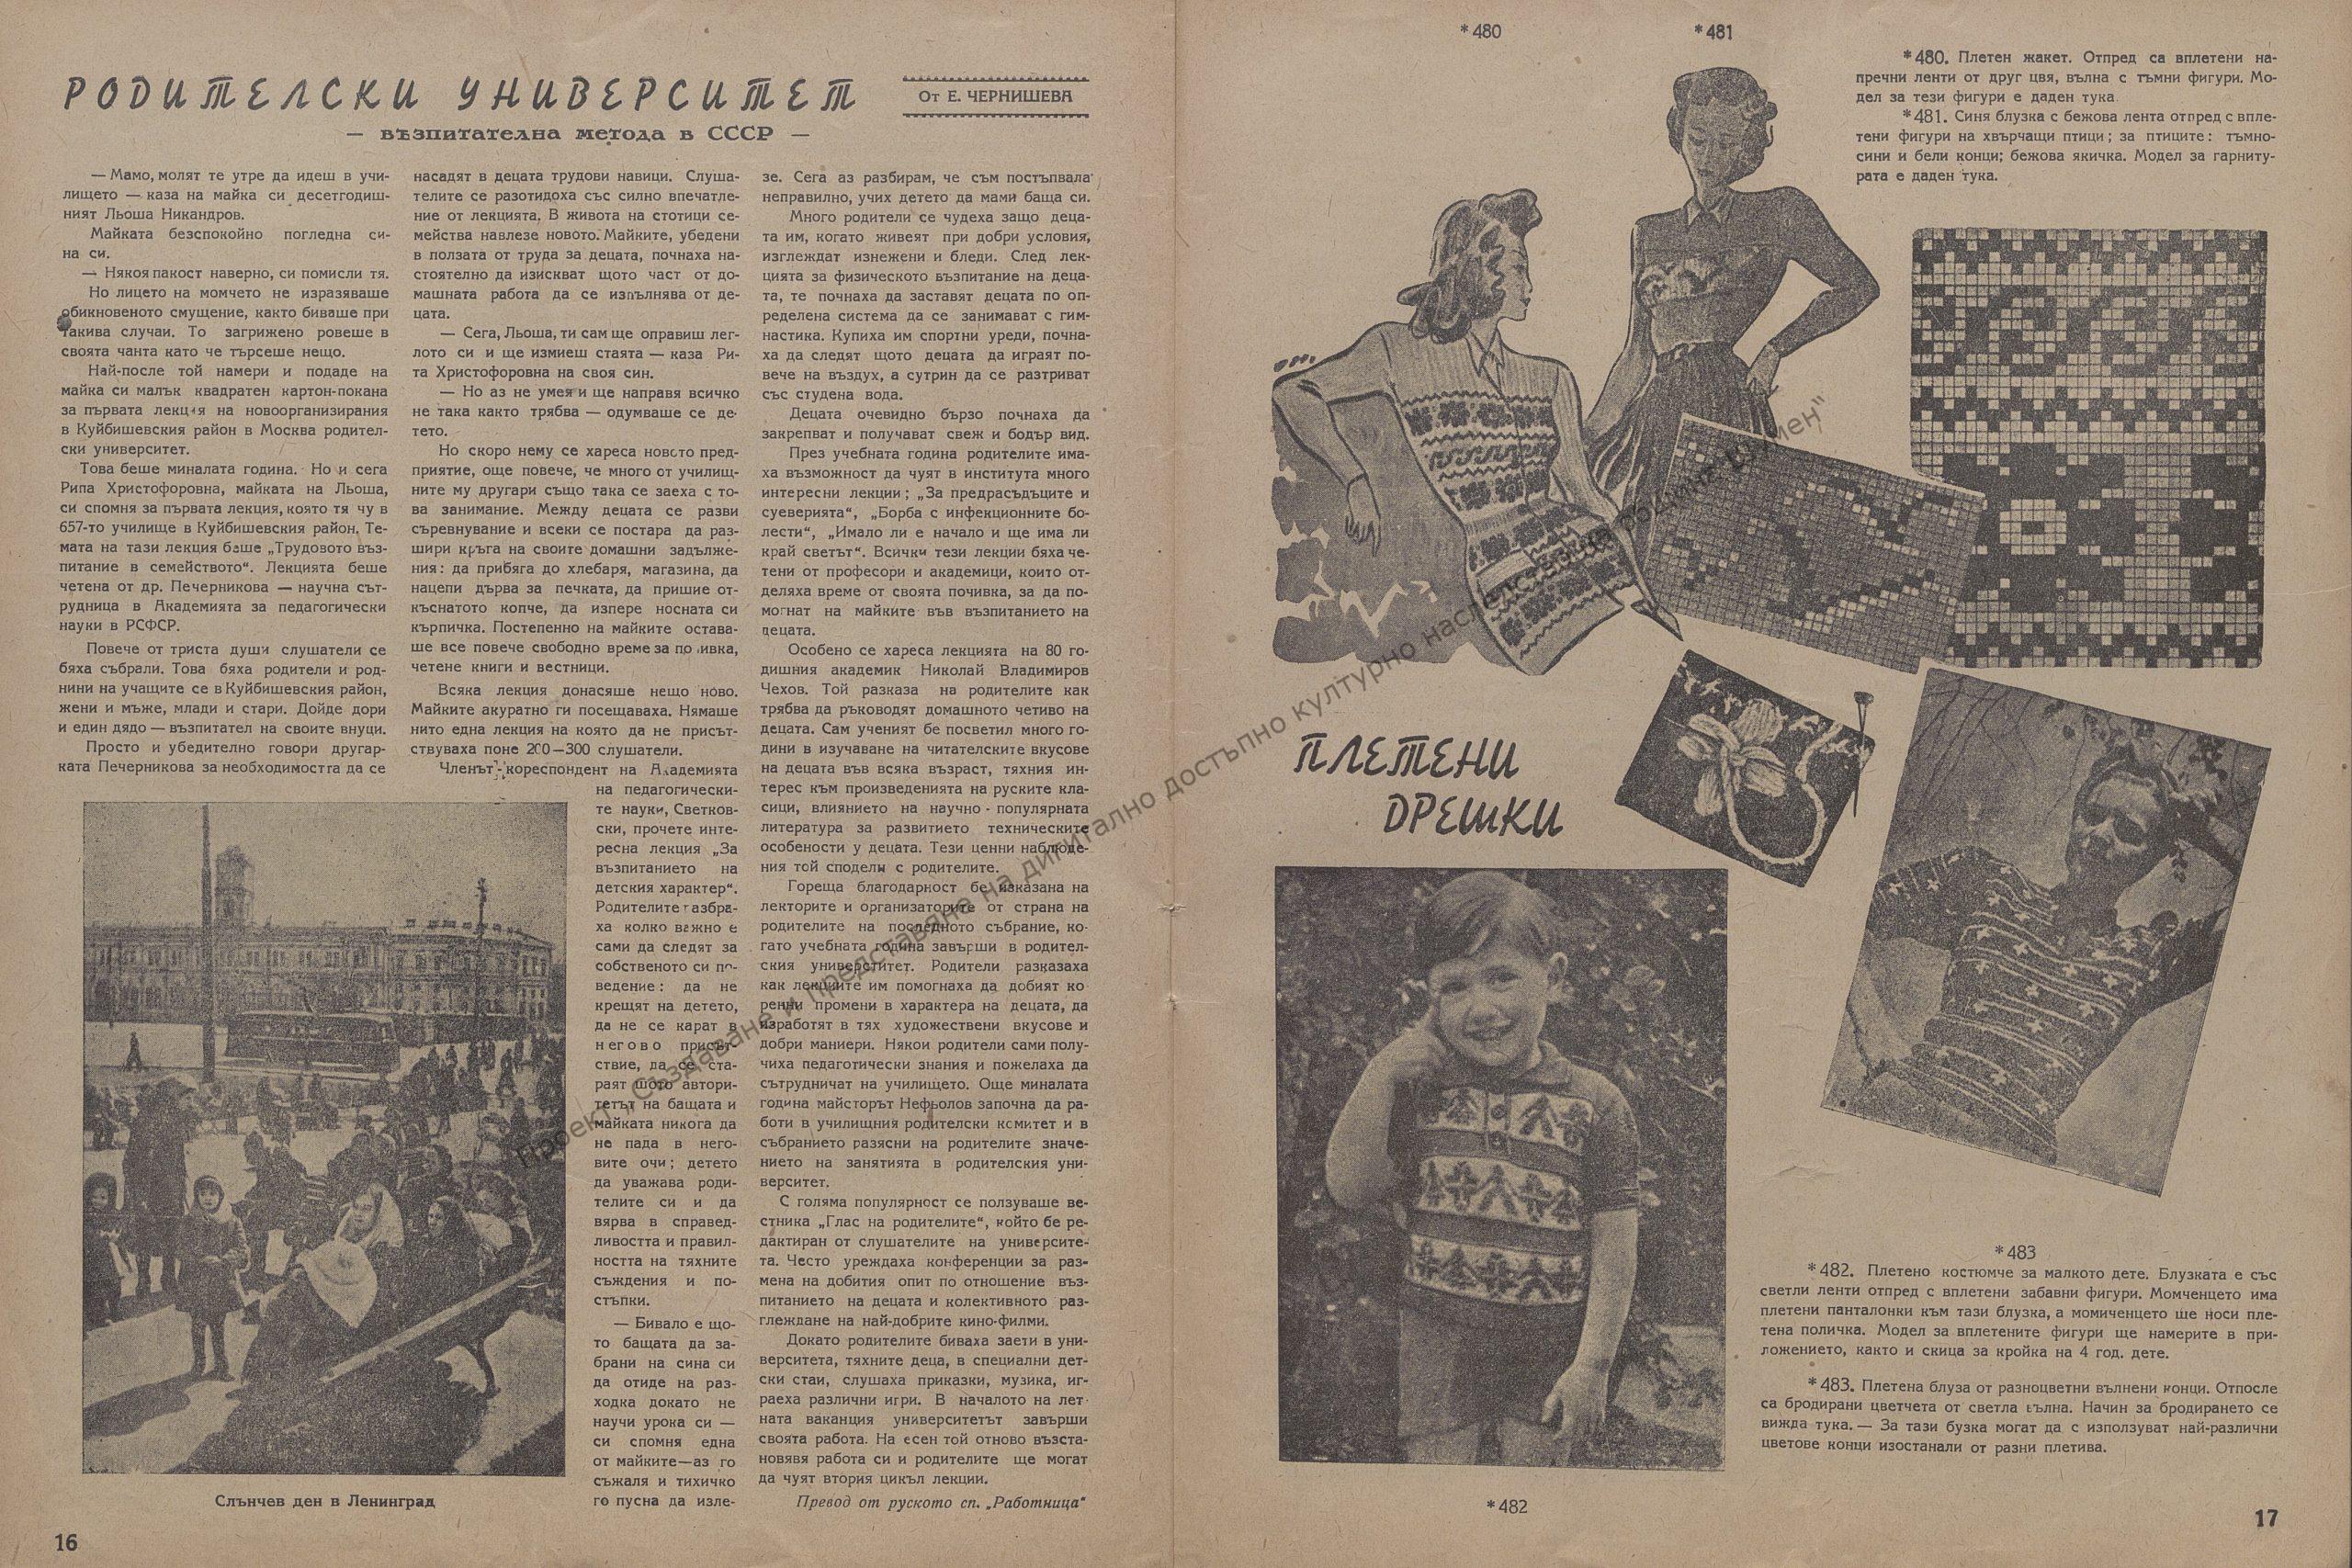 РОДИТЕЛСКИ УНИВЕРСИТЕТ
От Е. ЧЕРНИШЕВА
— възпитателна метода в СССР —
— Мамо, молят те утре да идеш в учи-
лището — каза на майка си десетгодиш-
ният Льоша Никандров.
Майката безспокойно погледна си-
на си.
— Някоя пакост наверно, си помисли тя.
Но лицето на момчето не изразяваше
обикновеното смущение, както биваше при
такива случаи. То загрижено ровеше в
своята чанта като че търсеше нещо.
Най-после той намери и подаде на
майка си малък квадратен картон-покана
за първата лекция на новоорганизирания
в Куйбишевския район в Москва родител-
ски университет.
Това беше миналата година. Но и сега
Рипа Христофоровна, майката на Льоша,
си спомня за първата лекция, която тя чу в
657-то училище в Куйбишевския район. Те-
мата на тази лекция баше „Трудовото въз-
питание в семейството“. Лекцията беше
четена от др. Печерникова — научна сът-
рудница в Академията за педагогически
науки в РСФСР.
Повече от триста души слушатели се
бяха събрали. Това бяха родители и род-
нини на учащите се в Куйбишевския район,
жени и мъже, млади и стари. Дойде дори
и един дядо — възпитател на своите внуци.
Просто и убедително говори другар-
ката Печерникова за необходимостта да се
насадят в децата трудови навици. Слуша-
телите се разотидоха със силно впечатле-
ние от лекцията. В живота на стотици се-
мейства навлезе новото. Майките, убедени
в ползата от труда за децата, почнаха на-
стоятелно да изискват щото част от до-
машната работа да се изпълнява от де-
цата.
— Сега, Льоша, ти сам ще оправиш лег-
лото си и ще измиеш стаята — каза Ри-
та Христофоровна на своя син.
— Но аз не умея и ще направя всичко
не така както трябва — одумваше се де-
тето.
Но скоро нему се хареса новото пред-
приятие, още повече, че много от училищ-
ните му другари също така се заеха с то-
ва занимание. Между децата се разви
съревнувание и всеки се постара да раз-
шири кръга на своите домашни задълже-
ния: да прибяга до хлебаря, магазина, да
нацепи дърва за печката, да пришие от-
къснатото копче, да изпере носната си
кърпичка. Постепенно на майките остава-
ше все повече свободно време за почивка,
четене книги и вестници.
Всяка лекция донасяше нещо ново.
Майките акуратно ги посещаваха. Нямаше
нито една лекция на която да не присът-
ствуваха поне 200—300 слушатели.
Членът-кореспондент на Академията
на педагогически-
те науки, Светков-
ски, прочете инте-
ресна лекция „За
възпитанието на
детския характер“.
Родителите разбра-
ха колко важно е
сами да следят за
собственото си по-
ведение: да не
крещят на детето,
да не се карат в
негово присът-
ствие, да се ста-
раят щото автори-
тетът на бащата и
майката никога да
не пада в него-
вите очи; детето
да уважава роди-
телите си и да
вярва в справед-
ливостта и правил-
ността на тяхните
съждения и по-
стъпки.
— Бивало е що-
то бащата да за-
брани на сина си
да отиде на раз-
ходка докато не
научи урока си —
си спомня една
от майките—аз го
съжаля и тихичко
го пусна да изле-
зе. Сега аз разбирам, че съм постъпвала
неправилно, учих детето да мами баща си.
Много родители се чудеха защо деца-
та им, когато живеят при добри условия,
изглеждат изнежени и бледи. След лек-
цията за физическото възпитание на деца-
та, те почнаха да заставят децата по оп-
ределена система да се занимават с гим-
настика. Купиха им спортни уреди, почна-
ха да следят щото децата да играят по-
вече на въздух, а сутрин да се разтриват
със студена вода.
Децата очевидно бързо почнаха да
закрепват и получават свеж и бодър вид.
През учебната година родителите има-
ха възможност да чуят в института много
интересни лекции; „За предрасъдъците и
суеверията“, „Борба с инфекционните бо-
лести“, „Имало ли е начало и ще има ли
край светът“. Всички тези лекции бяха че-
тени от професори и академици, които от-
деляха време от своята почивка, за да по-
могнат на майките във възпитанието на
децата.
Особено се хареса лекцията на 80 го-
дишния академик Николай Владимиров
Чехов. Той разказа на родителите как
трябва да ръководят домашното четиво на
децата. Сам ученият бе посветил много го-
дини в изучаване на читателските вкусове
на децата във всяка възраст, тяхния ин-
терес към произведенията на руските кла-
сици, влиянието на научно - популярната
литература за развитието техническите
особености у децата. Тези ценни наблюде-
ния той сподели с родителите.
Гореща благодарност бе изказана на
лекторите и организаторите от страна на
родителите на последното събрание, ко-
гато учебната година завърши в родител-
ския университет. Родители разказаха
как лекциите им помогнаха да добият ко
ренни промени в характера на децата, да
изработят в тях художествени вкусове и
добри маниери. Някои родители сами полу-
чиха педагогически знания и пожелаха да
сътрудничат на училището. Още миналата
година майсторът Нефьолов започна да ра-
боти в училищния родителски комитет и в
събранието разясни на родителите значе-
нието на занятията в родителския уни-
верситет.
С голяма популярност се ползуваше ве-
стника „Глас на родителите“, който бе ре-
дактиран от слушателите на университе-
та. Често уреждаха конференции за раз-
мена на добития опит по отношение въз-
питанието на децата и колективното раз-
глеждане на най-добрите кино-филми.
Докато родителите биваха заети в уни-
верситета, тяхните деца, в специални дет-
ски стаи, слушаха приказки, музика, иг-
раеха различни игри. В началото на лет-
ната ваканция университетът завърши
своята работа. На есен той отново възста-
новявя работа си и родителите ще могат
да чуят втория цикъл лекции.
Превод от руското сп. „Работница“
Слънчев ден в Ленинград
16
*480
*481
*480. Плетен жакет. Отпред са вплетени на-
пречни ленти от друг цвя, вълна с тъмни фигури. Мо-
дел за тези фигури е даден тука.
*481. Синя блузка с бежова лента отпред с впле-
тени фигури на хвърчащи птици; за птиците: тъмно-
сини и бели конци; бежова якичка. Модел за гарниту-
рата е даден тука.
ПЛЕТЕНИ
ДРЕШКИ
*483
*482. Плетено костюмче за малкото дете. Блузката е със
светли ленти отпред с вплетени забавни фигури. Момченцето има
плетени панталонки към тази блузка, а момиченцето ше носи пле-
тена поличка. Модел за вплетените фигури ще намерите в при-
ложението, както и скица за кройка на 4 год. дете.
*483. Плетена блуза от разноцветни вълнени конци. Отпосле
са бродирани цветчета от светла вълна. Начин за бродирането се
вижда тука. — За тази бузка могат да с използуват най-различни
цветове конци изостанали от разни плетива.
*482
17
Проект „Създаване и представяне на дигитално достъпно културно наследство на община Шумен“